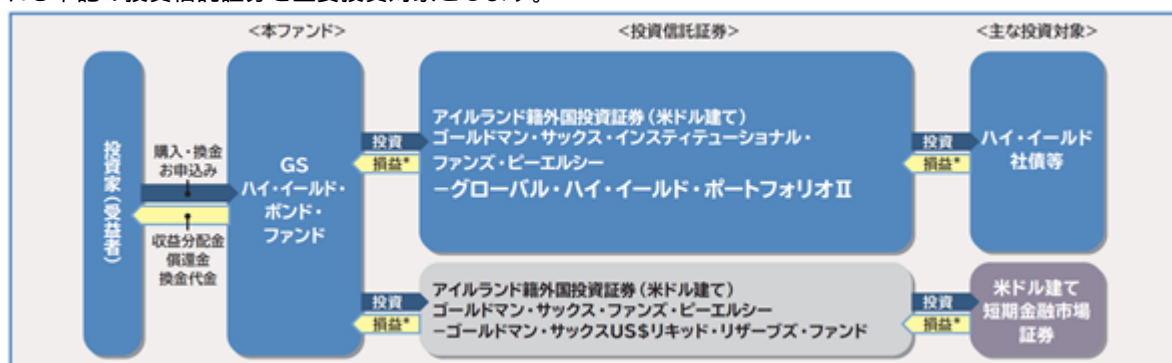 <本ファンド>
<投資信託証券>
<主な投資対象>
投資家(受益者)
購入・換金
お申込み
収益分配金
償還金
換金代金
GS
ハイ・イールド・
ボンド・
ファンド
投資
損益*
アイルランド籍外国投資証券(米ドル建て)
ゴールドマン・サックス・インスティテューショナル・
ファンズ・ピーエルシー
－グローバル・ハイ・イールド・ポートフォリオⅡ
投資
損益*
ハイ・イールド
社債等
投資
損益*
アイルランド籍外国投資証券(米ドル建て)
ゴールドマン・サックス・ファンズ・ピーエルシー
－ゴールドマン・サックスUS$リキッド・リザーブズ・ファンド
投資
損益*
米ドル建て
短期金融市場
証券